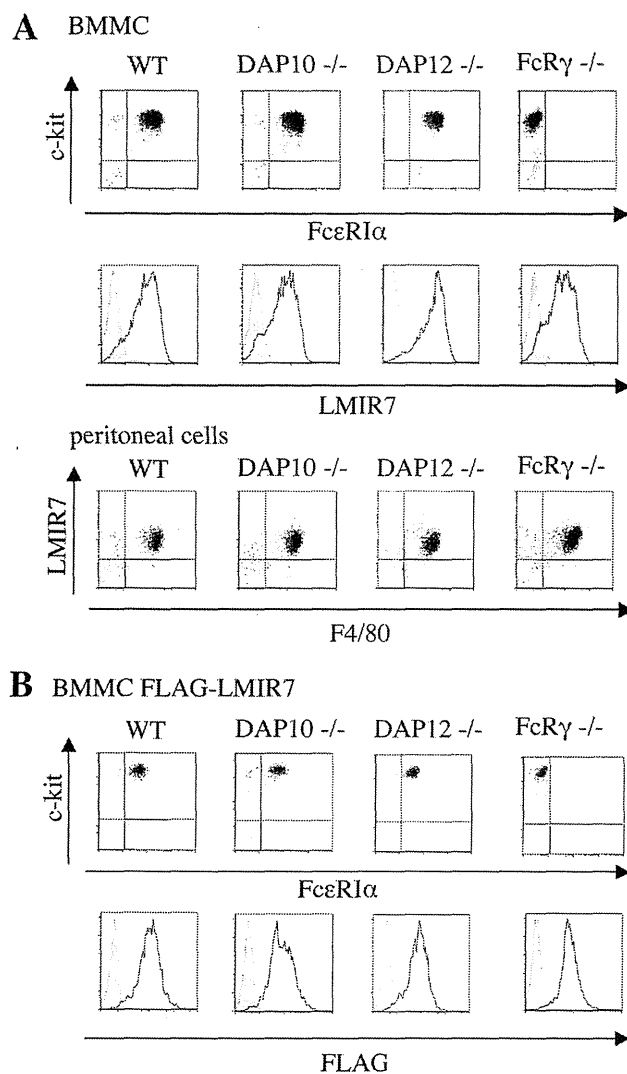 A BMMC
WT DAP10 -/- DAP12 -/- FcRγ -/-
c-kit
FcεRIα
LMIR7
peritoneal cells
WT DAP10 -/- DAP12 -/- FcRγ -/-
LMIR7
F4/80
B BMMC FLAG-LMIR7
WT DAP10 -/- DAP12 -/- FcRγ -/-
c-kit
FcεRIα
FLAG